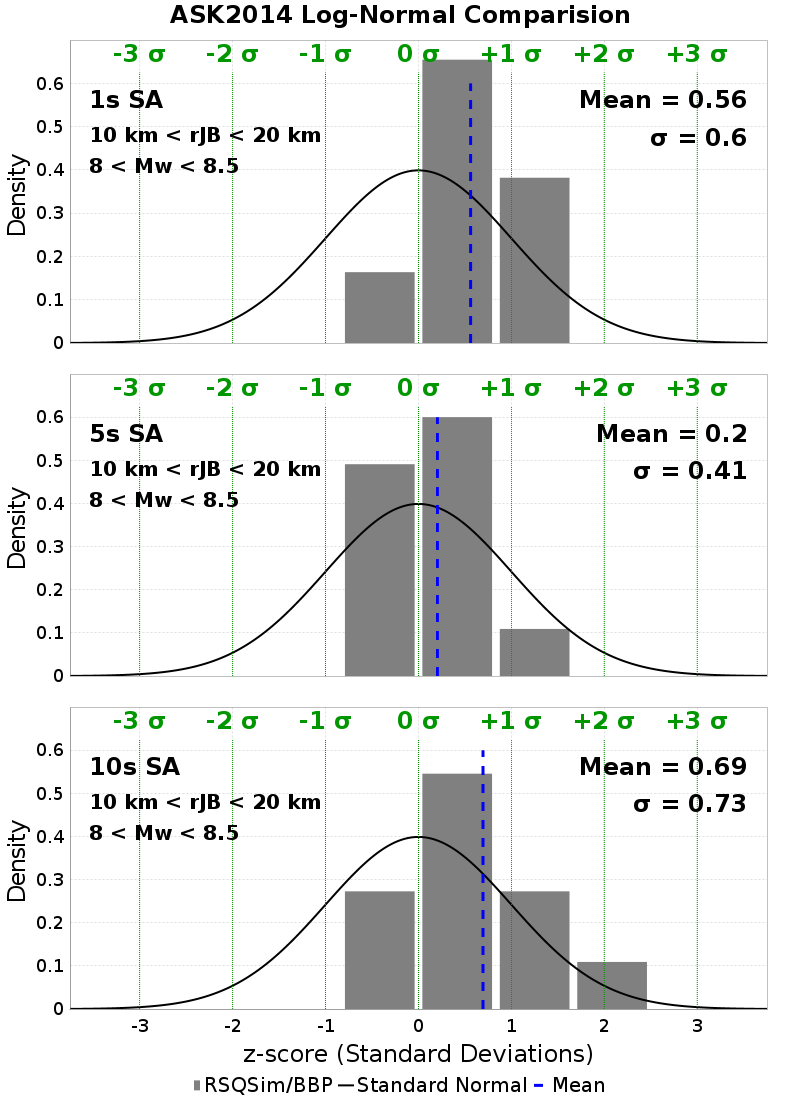 ASK2014 Log-Normal Comparision
-3 σ -2 σ -1 σ 0 σ +1 σ +2 σ +3 σ
1s SA
10 km < rJB < 20 km
8 < Mw < 8.5
Mean = 0.56
σ = 0.6
Density
0.6
0.5
0.4
0.3
0.2
0.1
0
-3 σ -2 σ -1 σ 0 σ +1 σ +2 σ +3 σ
5s SA
10 km < rJB < 20 km
8 < Mw < 8.5
Mean = 0.2
σ = 0.41
Density
0.6
0.5
0.4
0.3
0.2
0.1
0
-3 σ -2 σ -1 σ 0 σ +1 σ +2 σ +3 σ
10s SA
10 km < rJB < 20 km
8 < Mw < 8.5
Mean = 0.69
σ = 0.73
Density
0.6
0.5
0.4
0.3
0.2
0.1
0
-3 -2 -1 0 1 2 3
z-score (Standard Deviations)
RSQSim/BBP Standard Normal Mean